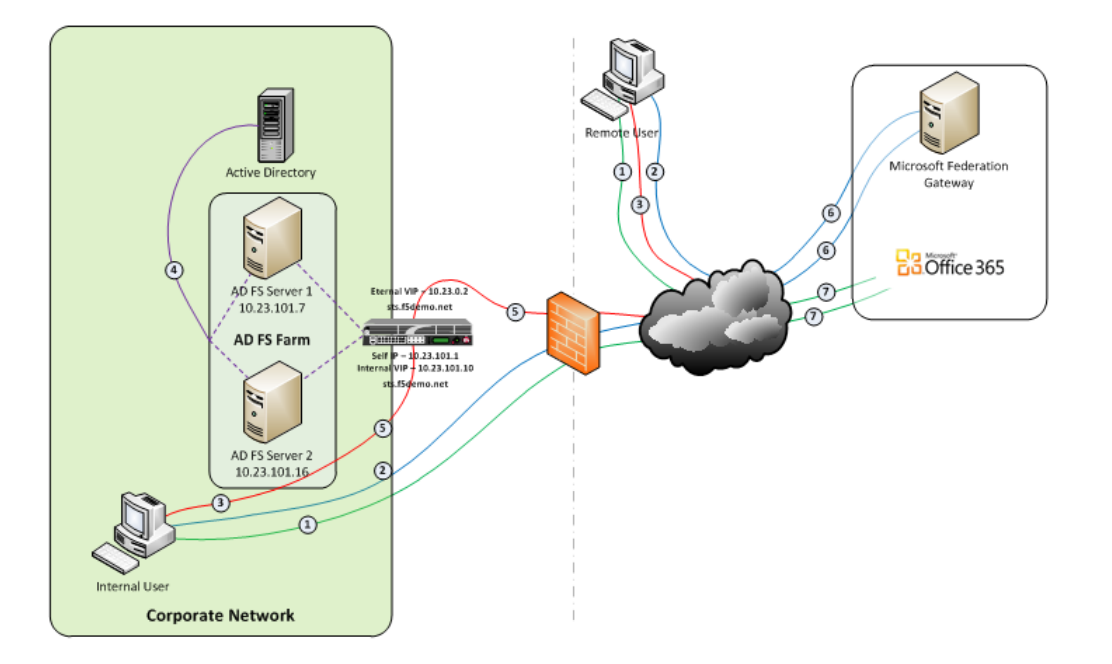 Active Directory
AD FS Server 1
10.23.101.7
AD FS Farm
AD FS Server 2
10.23.101.16
4
Eternal VIP – 10.23.0.2
sts.f5demo.net
Self IP – 10.23.101.1
Internal VIP – 10.23.101.10
sts.f5demo.net
5
5
3
2
1
Internal User
Corporate Network
Remote User
1
2
3
6
6
7
7
Microsoft Federation
Gateway
Microsoft
Office 365